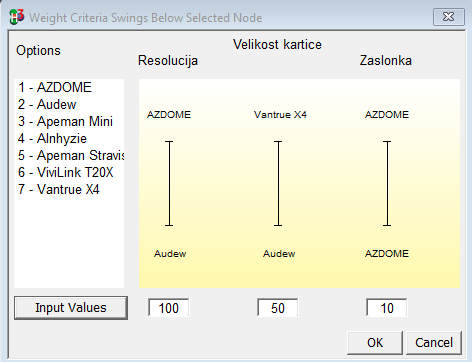 Weight Criteria Swings Below Selected Node
Options
Velikost kartice
Resolucija
Zaslonka
1 - AZDOME
2 - Audew
3 - Apeman Mini
4 - Alnhyzie
5 - Apeman Stravis
6 - ViviLink T20X
7 - Vantrue X4
AZDOME
Vantrue X4
AZDOME
Audew
Audew
AZDOME
Input Values
100
50
10
OK
Cancel